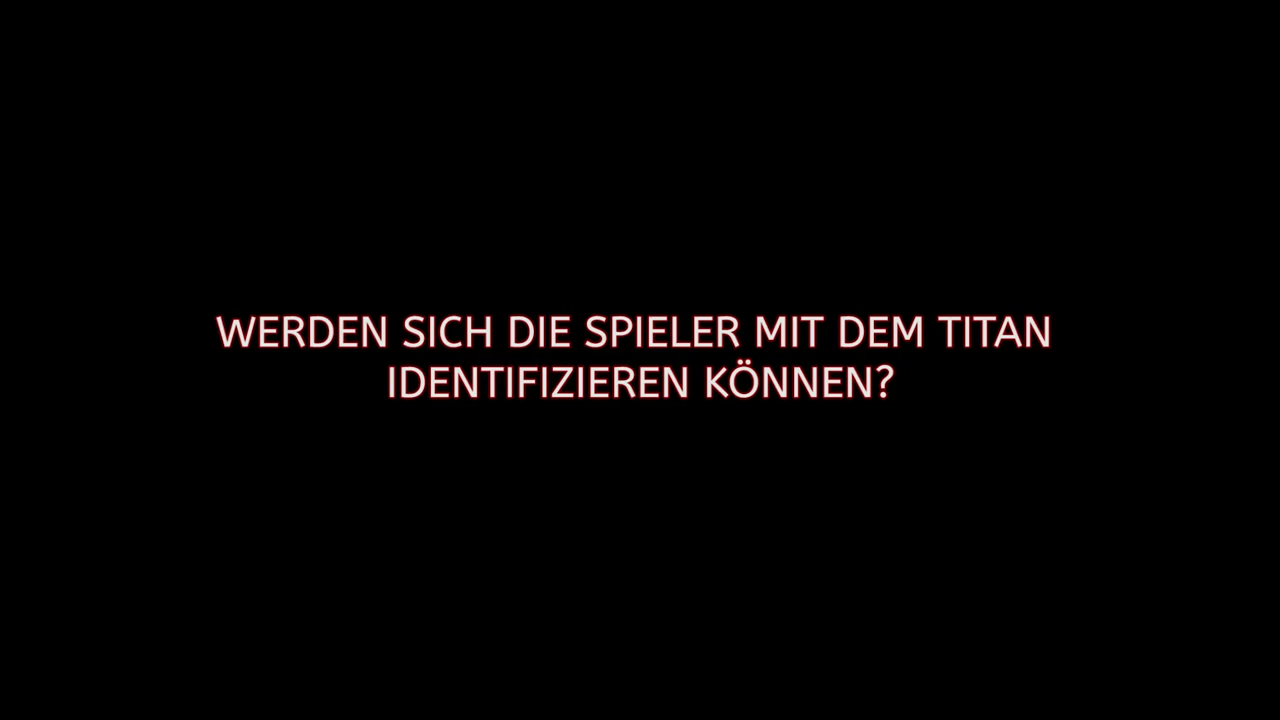 WERDEN SICH DIE SPIELER MIT DEM TITAN
IDENTIFIZIEREN KÖNNEN?